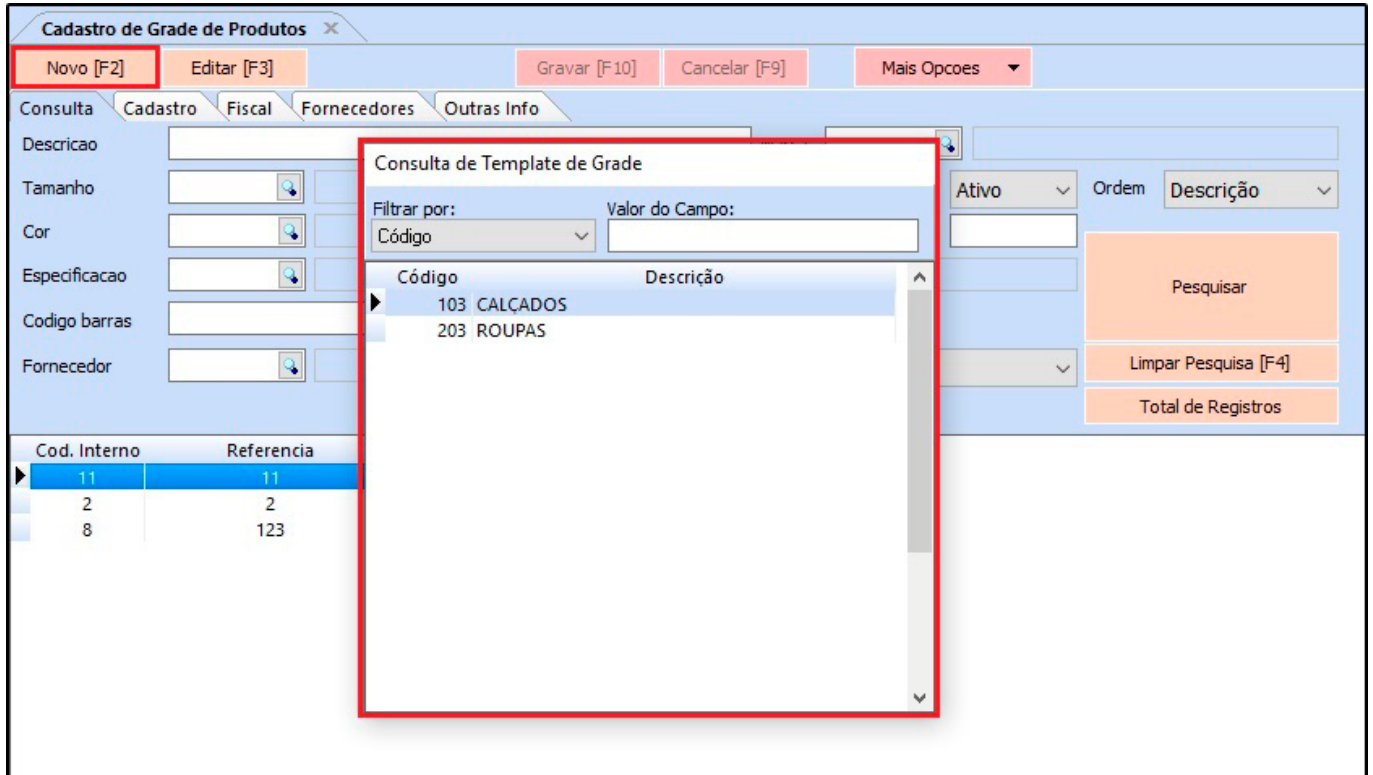 Cadastro de Grade de Produtos
Novo [F2] Editar [F3] Gravar [F10] Cancelar [F9] Mais Opcoes
Consulta Cadastro Fiscal Fornecedores Outras Info
Descricao
Consulta de Template de Grade
Tamanho Ativo Ordem Descrição
Filtrar por: Valor do Campo:
Cor Código
Especificacao Código Descrição Pesquisar
103 CALÇADOS
Codigo barras 203 ROUPAS
Fornecedor Limpar Pesquisa [F4]
Total de Registros
Cod. Interno Referencia
11 11
2 2
8 123